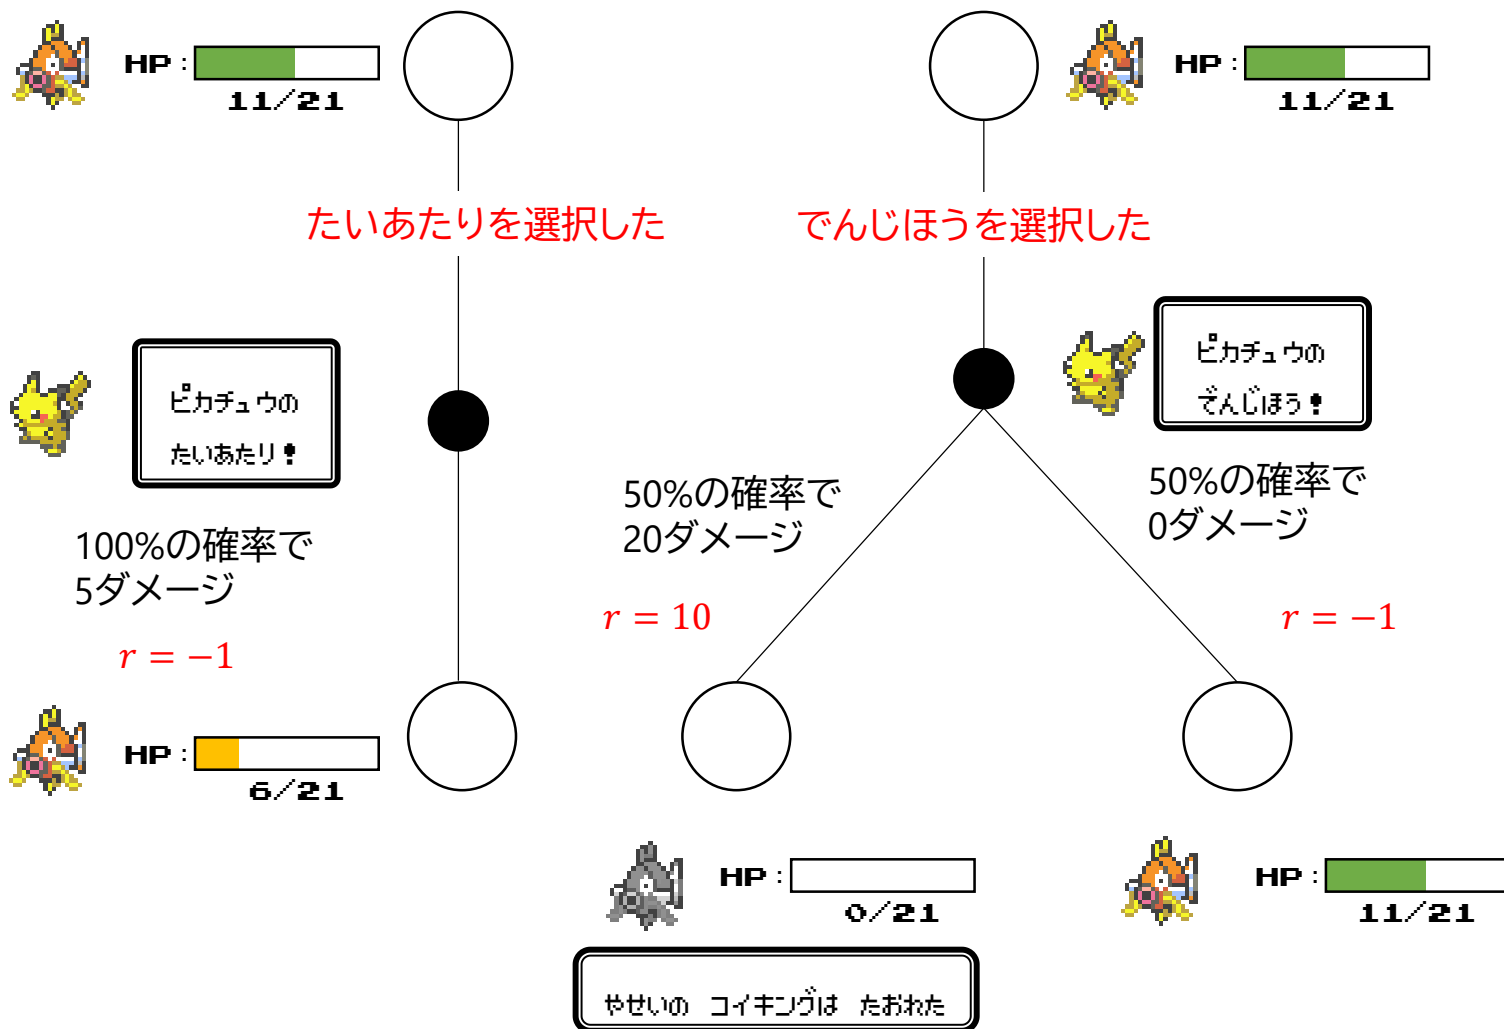 HP :
11/21
HP :
11/21
たいあたりを選択した
でんじほうを選択した
ピカチュウの
たいあたり！
ピカチュウの
でんじほう！
100%の確率で
5ダメージ
50%の確率で
20ダメージ
50%の確率で
0ダメージ
r = −1
r = 10
r = −1
HP :
6/21
HP :
0/21
HP :
11/21
やせいの コイキングは たおれた